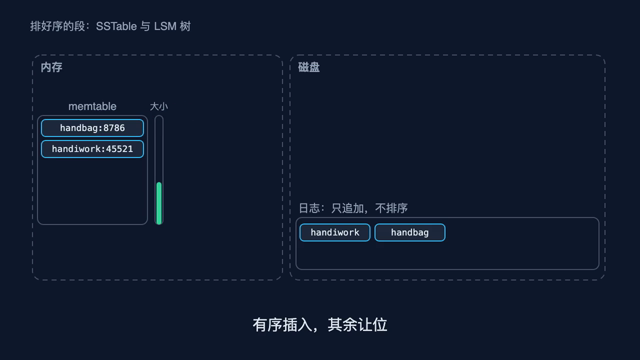 排好序的段：SSTable 与 LSM 树
内存
磁盘
memtable
大小
handbag:8786
handiwork:45521
日志：只追加，不排序
handiwork
handbag
有序插入，其余让位